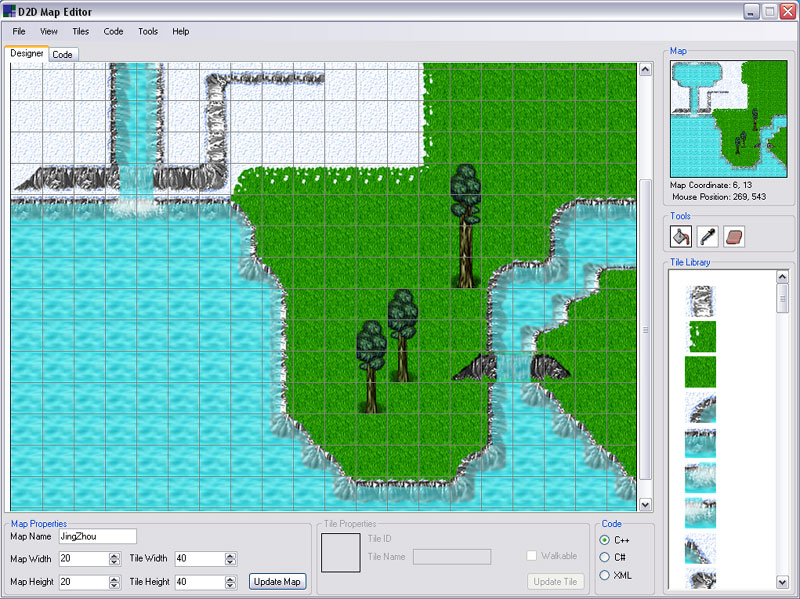 D2D Map Editor
File View Tiles Code Tools Help
Designer Code
Map
Map Coordinate: 6, 13
Mouse Position: 269, 543
Tools
Tile Library
Map Properties
Map Name JingZhou
Map Width 20 Tile Width 40
Map Height 20 Tile Height 40 Update Map
Tile Properties
Tile ID
Tile Name
Walkable
Update Tile
Code
C++
C#
XML